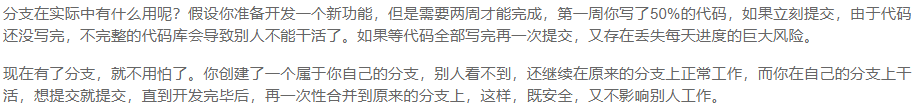 分支在实际中有什么用呢？假设你准备开发一个新功能，但是需要两周才能完成，第一周你写了50%的代码，如果立刻提交，由于代码
还没写完，不完整的代码库会导致别人不能干活了。如果等代码全部写完再一次提交，又存在丢失每天进度的巨大风险。
现在有了分支，就不用怕了。你创建了一个属于你自己的分支，别人看不到，还继续在原来的分支上正常工作，而你在自己的分支上干
活，想提交就提交，直到开发完毕后，再一次性合并到原来的分支上，这样，既安全，又不影响别人工作。